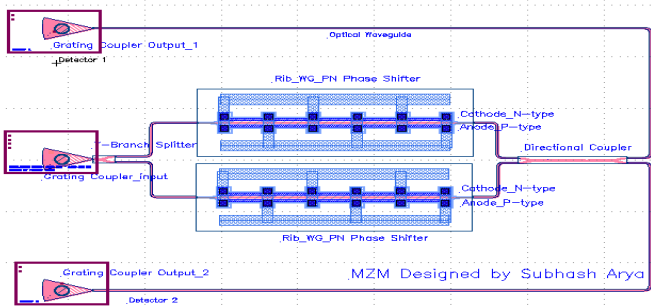 Grating Coupler Output_1
Optical Waveguide
Detector 1
Rib_WG_PN Phase Shifter
Cathode_N-type
Anode_P-type
Y-Branch Splitter
Directional Coupler
Grating Coupler_input
Cathode_N-type
Anode_P-type
Rib_WG_PN Phase Shifter
Grating Coupler Output_2
MZM Designed by Subhash Arya
Detector 2